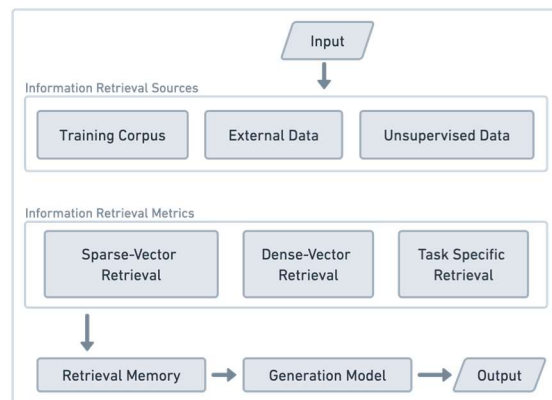 Input
Information Retrieval Sources
Training Corpus
External Data
Unsupervised Data
Information Retrieval Metrics
Sparse-Vector
Retrieval
Dense-Vector
Retrieval
Task Specific
Retrieval
Retrieval Memory
Generation Model
Output